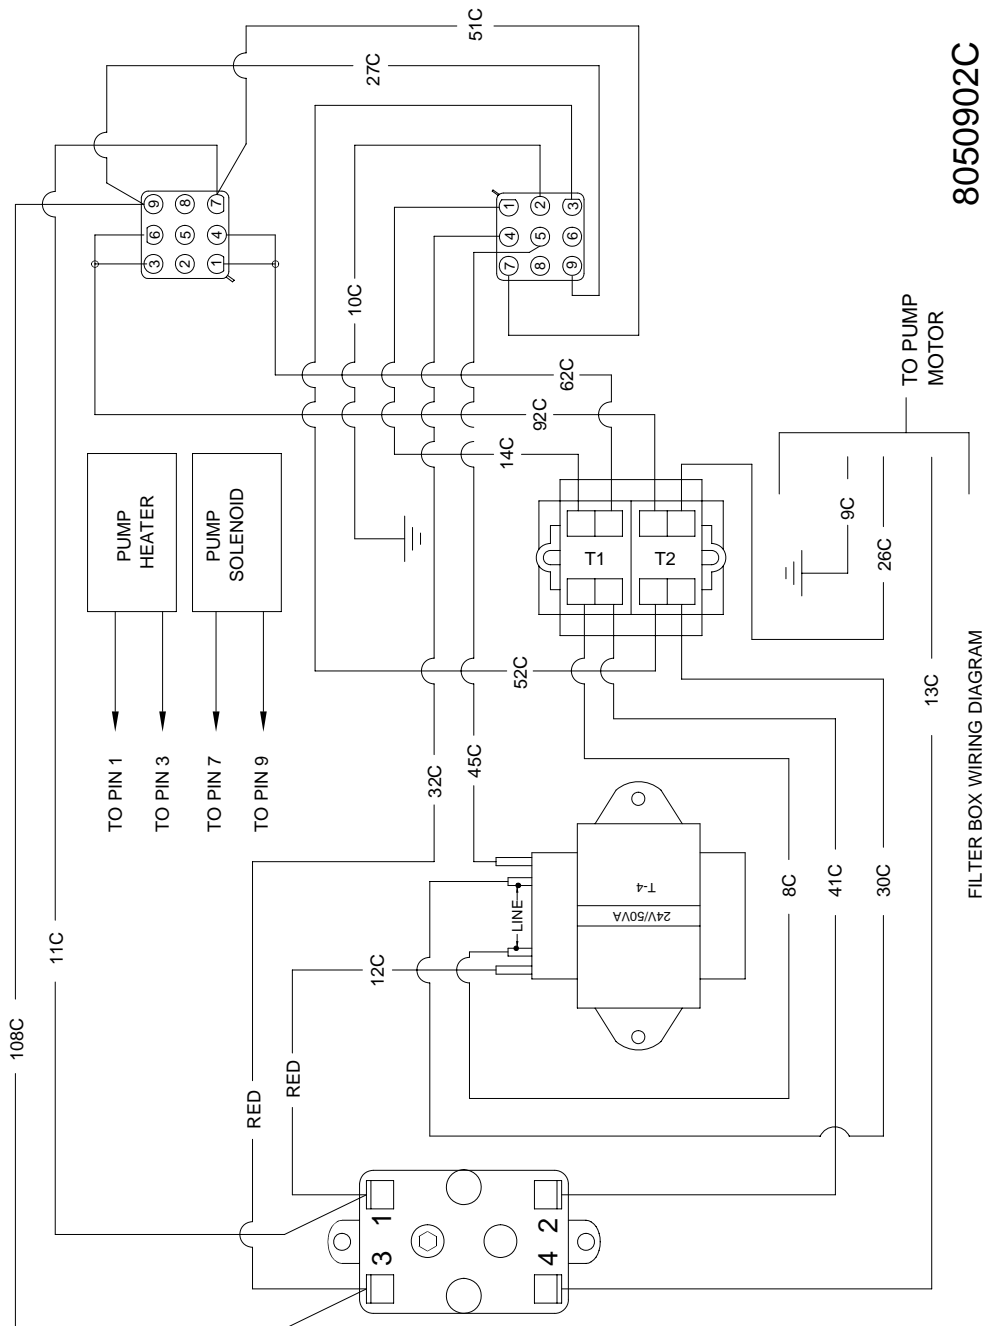 51C
27C
11C
8050902C
9
8
7
6
5
4
3
2
1
1
2
3
4
5
6
7
8
9
10C
TO PUMP
MOTOR
62C
92C
14C
PUMP
HEATER
PUMP
SOLENOID
9C
26C
T1
T2
52C
13C
TO PIN 1
TO PIN 3
TO PIN 7
TO PIN 9
32C
45C
T-4
24V/50VA
LINE
8C
41C
30C
FILTER BOX WIRING DIAGRAM
12C
108C
RED
RED
1
2
3
4